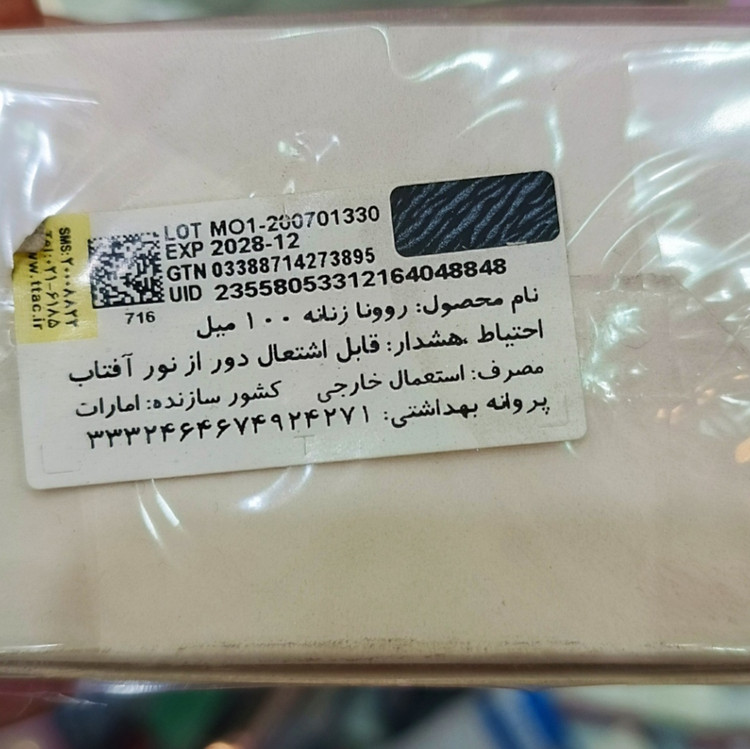 LOT MO1-200701330
EXP 2028-12
GTN 03388714273895
UID 23558053312164048848
716
SMS:۲۰۰۰۸۸۲۲
تلفن:۰۲۱-۶۱۸۵
www.ttac.ir
نام محصول: روونا زنانه ۱۰۰ میل
احتیاط ،هشدار: قابل اشتعال دور از نور آفتاب
مصرف: استعمال خارجی کشور سازنده: امارات
پروانه بهداشتی: ۳۳۳۲۴۶۴۶۷۴۹۲۴۲۷۱